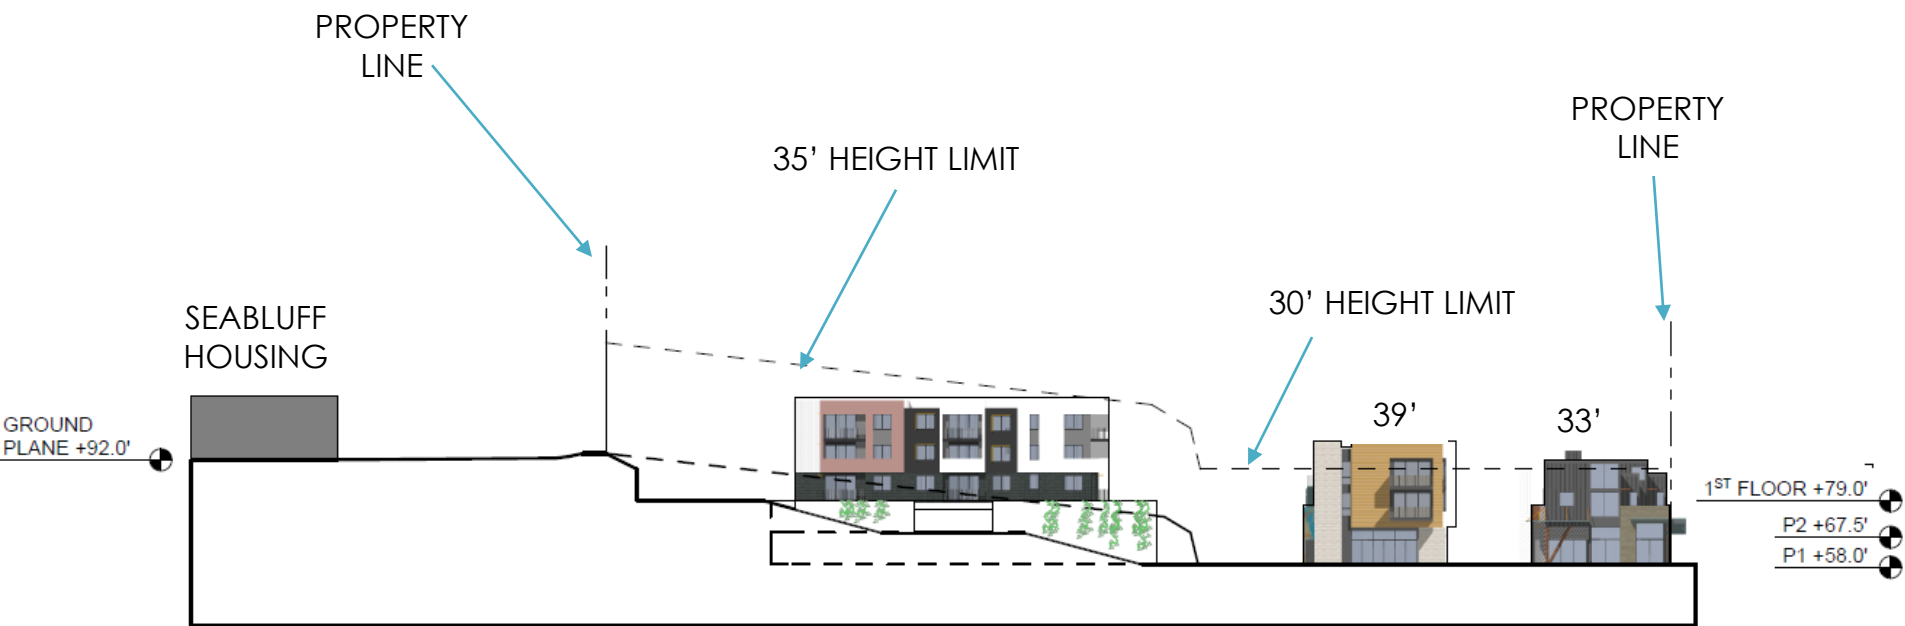 PROPERTY
LINE
PROPERTY
LINE
35’ HEIGHT LIMIT
30’ HEIGHT LIMIT
SEABLUFF
HOUSING
39’
33’
GROUND
PLANE +92.0'
1ST FLOOR +79.0'
P2 +67.5'
P1 +58.0'